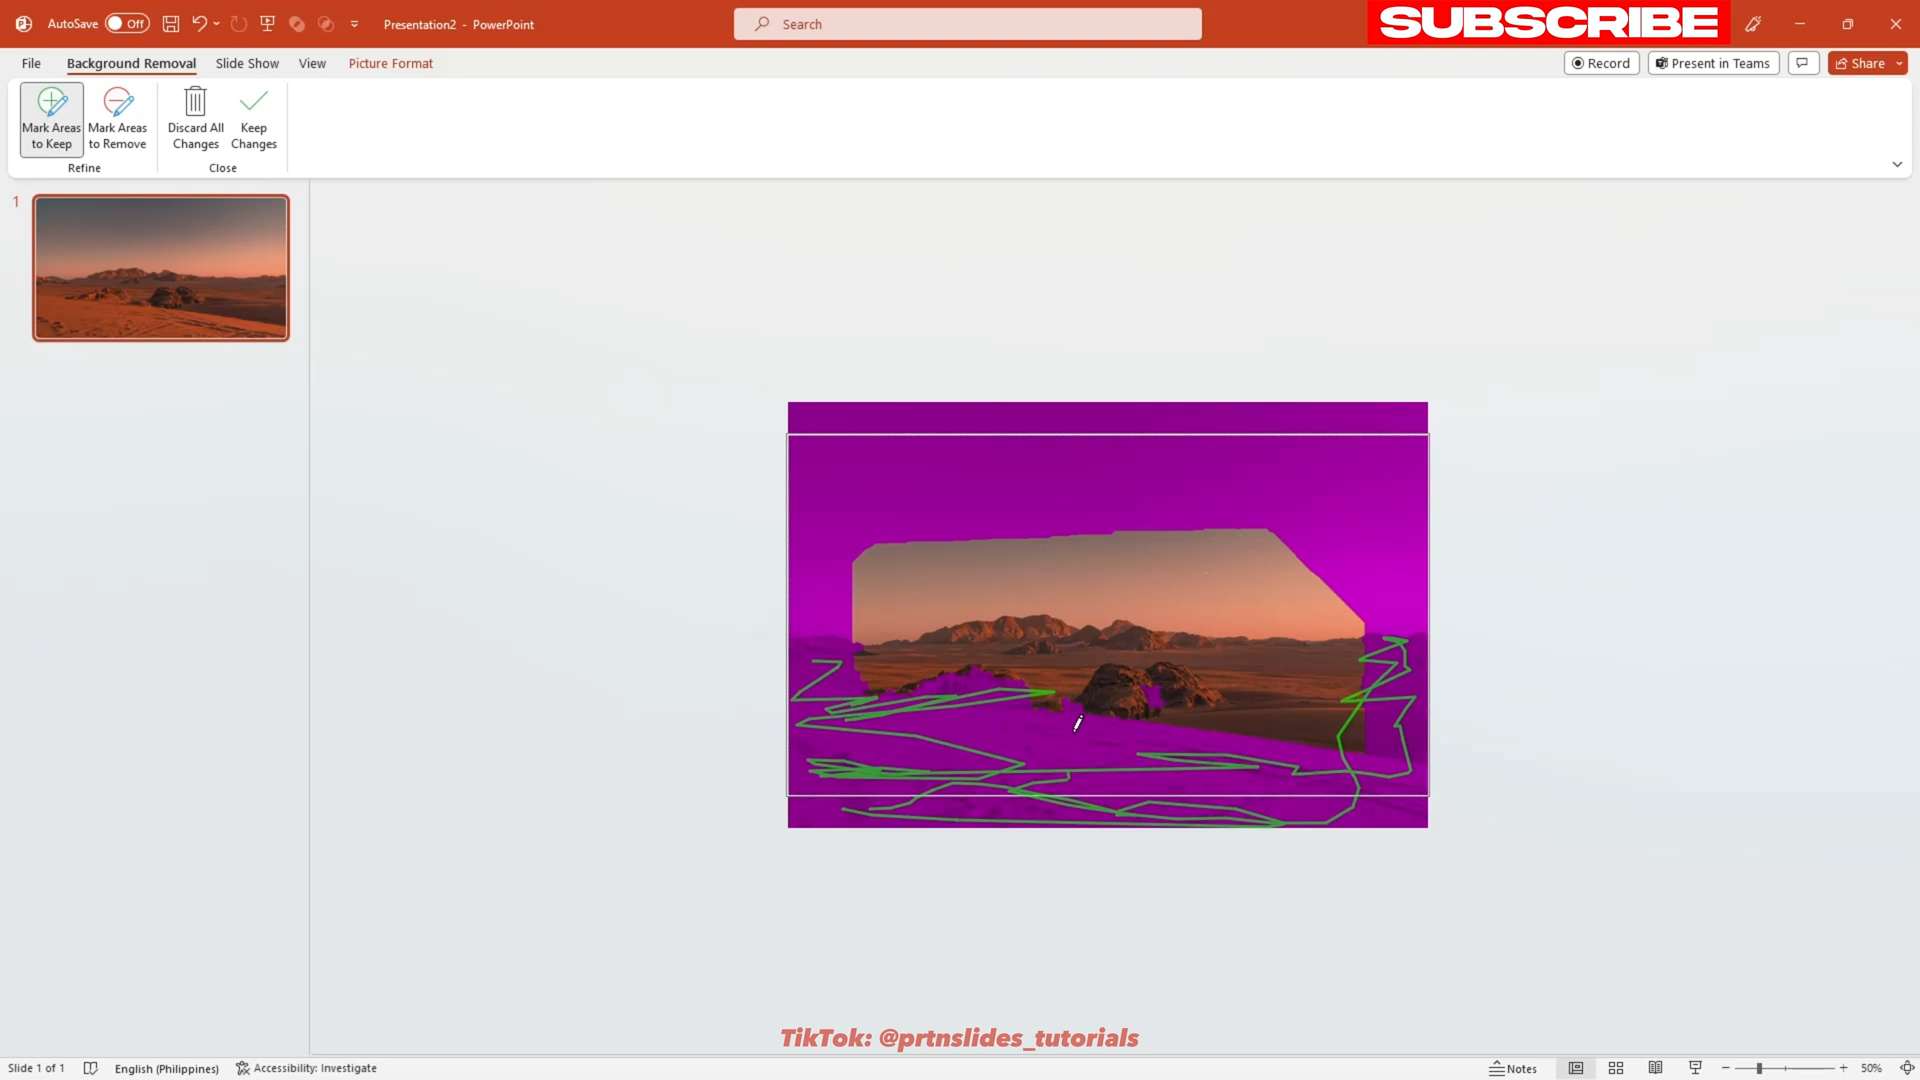 AutoSave Off
Presentation2 - PowerPoint
Search
SUBSCRIBE
File Background Removal Slide Show View Picture Format
Record Present in Teams Share
Mark Areas to Keep
Mark Areas to Remove
Discard All Changes
Keep Changes
Refine
Close
1
TikTok: @prtnslides_tutorials
Slide 1 of 1 English (Philippines) Accessibility: Investigate
Notes
50%